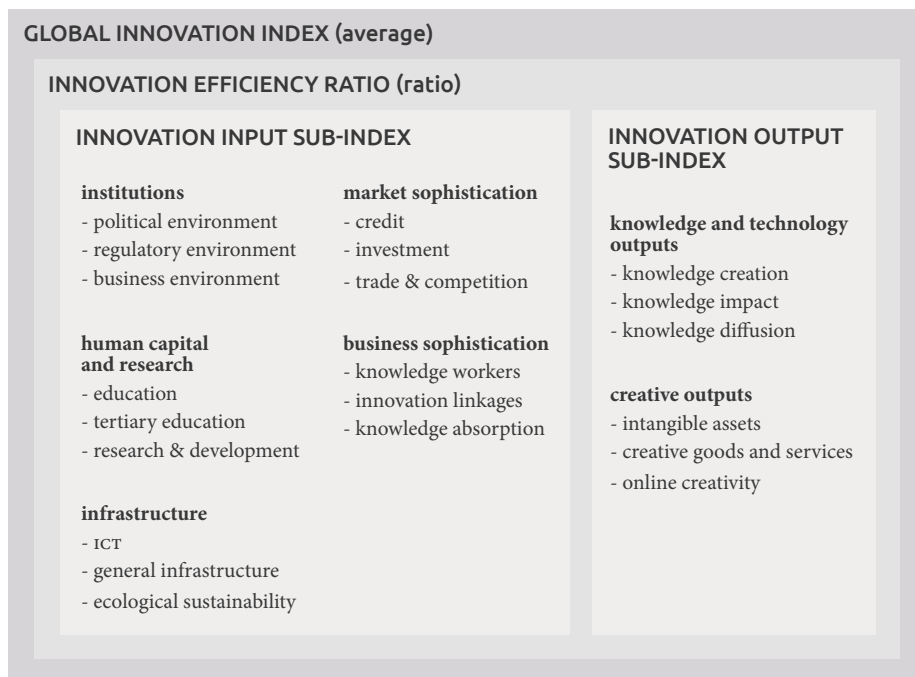 GLOBAL INNOVATION INDEX (average)
INNOVATION EFFICIENCY RATIO (ratio)
INNOVATION INPUT SUB-INDEX
institutions
- political environment
- regulatory environment
- business environment
human capital
and research
- education
- tertiary education
- research & development
infrastructure
- ICT
- general infrastructure
- ecological sustainability
market sophistication
- credit
- investment
- trade & competition
business sophistication
- knowledge workers
- innovation linkages
- knowledge absorption
INNOVATION OUTPUT
SUB-INDEX
knowledge and technology
outputs
- knowledge creation
- knowledge impact
- knowledge diffusion
creative outputs
- intangible assets
- creative goods and services
- online creativity